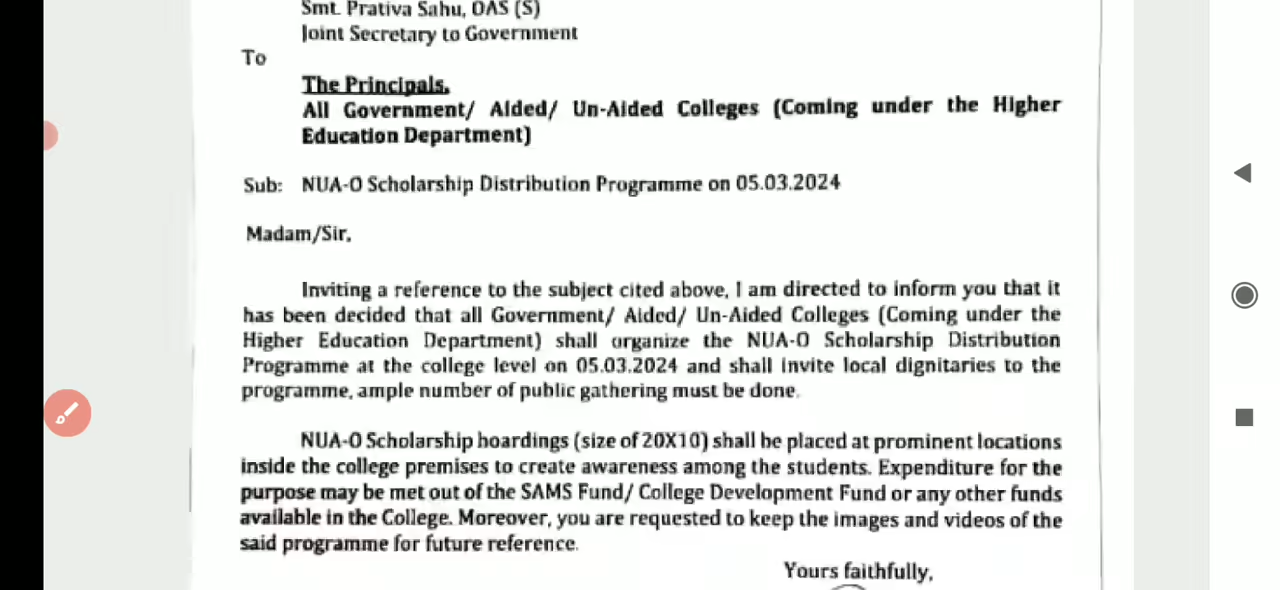 Smt. Prativa Sahu, OAS (S)
Joint Secretary to Government
To
The Principals,
All Government/ Aided/ Un-Aided Colleges (Coming under the Higher
Education Department)
Sub: NUA-O Scholarship Distribution Programme on 05.03.2024
Madam/Sir,
Inviting a reference to the subject cited above, I am directed to inform you that it
has been decided that all Government/ Aided/ Un-Aided Colleges (Coming under the
Higher Education Department) shall organize the NUA-O Scholarship Distribution
Programme at the college level on 05.03.2024 and shall invite local dignitaries to the
programme, ample number of public gathering must be done.
NUA-O Scholarship hoardings (size of 20X10) shall be placed at prominent locations
inside the college premises to create awareness among the students. Expenditure for the
purpose may be met out of the SAMS Fund/ College Development Fund or any other funds
available in the College. Moreover, you are requested to keep the images and videos of the
said programme for future reference.
Yours faithfully,